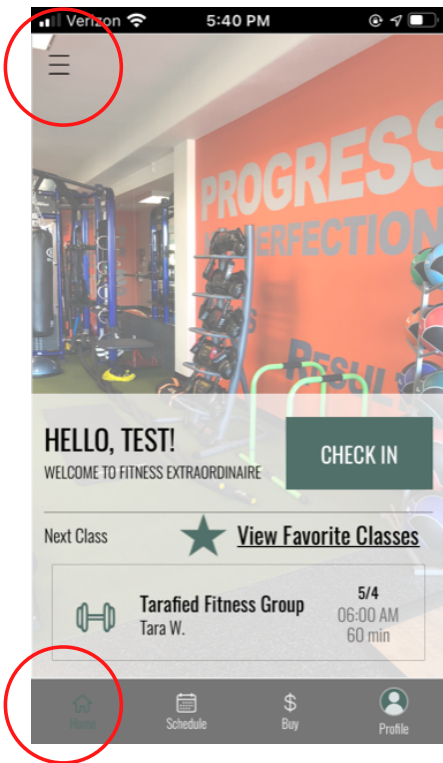 Verizon 5:40 PM
PROGRESS
PERFECTION
RESUL
HELLO, TEST!
WELCOME TO FITNESS EXTRAORDINAIRE
CHECK IN
Next Class
View Favorite Classes
Tarafied Fitness Group
Tara W.
5/4
06:00 AM
60 min
Home
Schedule
$
Buy
Profile